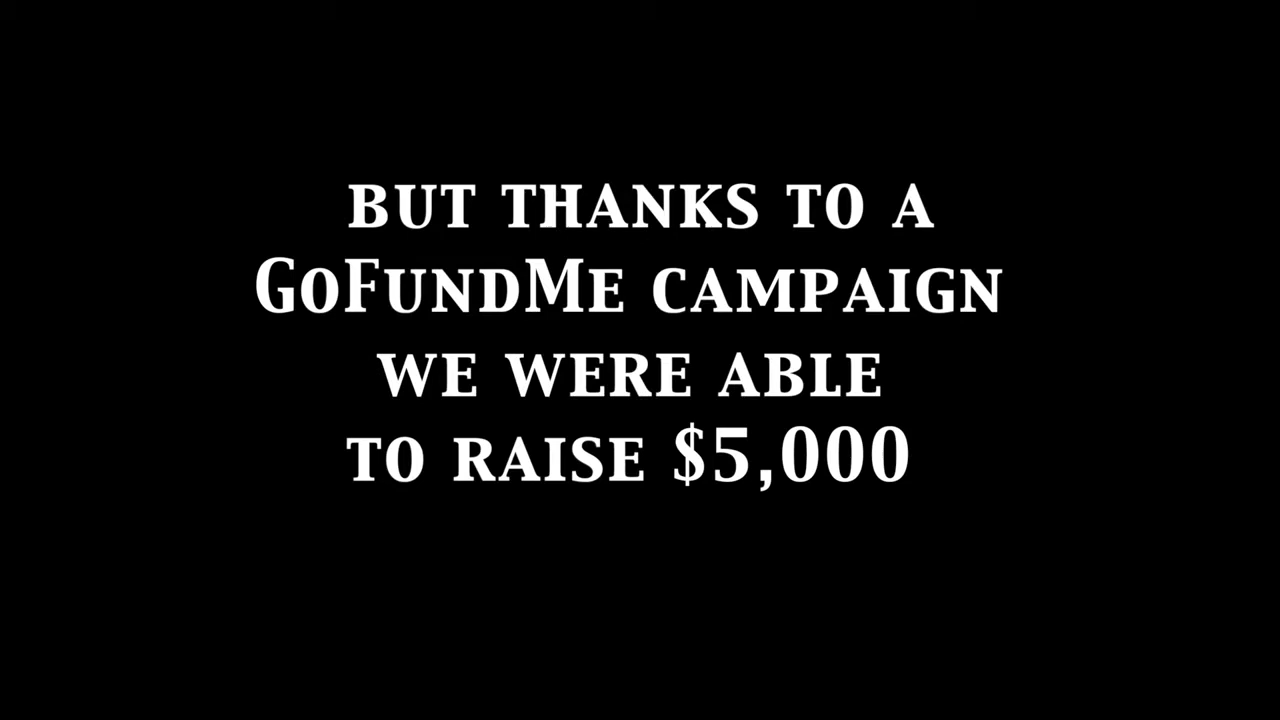 but thanks to a
GoFundMe campaign
we were able
to raise $5,000